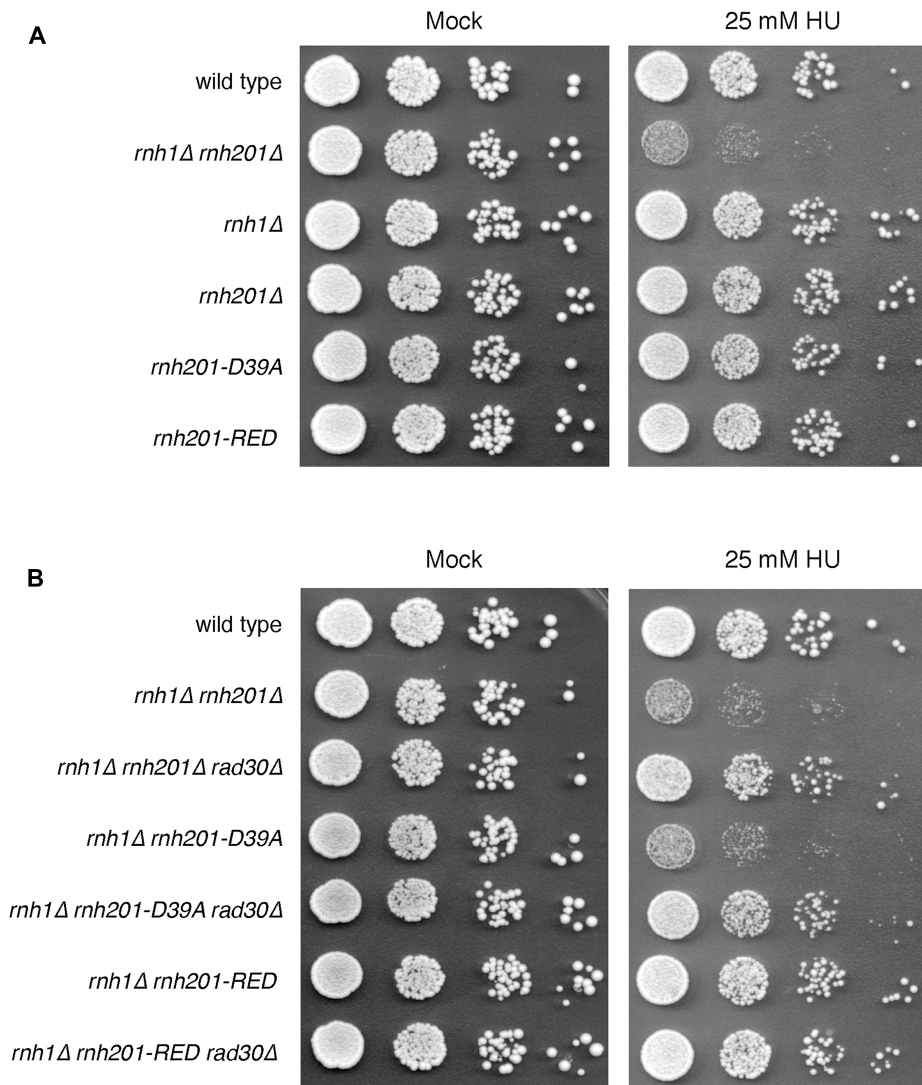 A
Mock
25 mM HU
wild type
rnh1Δ rnh201Δ
rnh1Δ
rnh201Δ
rnh201-D39A
rnh201-RED
B
Mock
25 mM HU
wild type
rnh1Δ rnh201Δ
rnh1Δ rnh201Δ rad30Δ
rnh1Δ rnh201-D39A
rnh1Δ rnh201-D39A rad30Δ
rnh1Δ rnh201-RED
rnh1Δ rnh201-RED rad30Δ